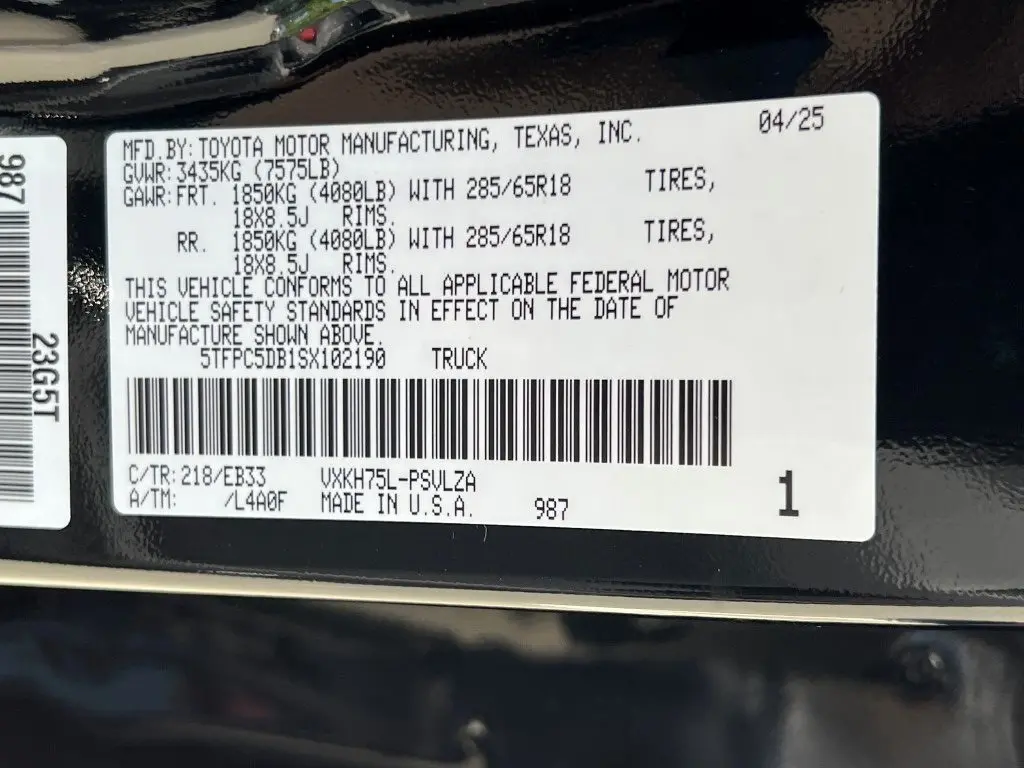 MFD.BY:TOYOTA MOTOR MANUFACTURING, TEXAS, INC. 04/25
GVWR:3435KG (7575LB)
GAWR:FRT. 1850KG (4080LB) WITH 285/65R18 TIRES,
18X8.5J RIMS.
RR. 1850KG (4080LB) WITH 285/65R18 TIRES,
18X8.5J RIMS.
THIS VEHICLE CONFORMS TO ALL APPLICABLE FEDERAL MOTOR
VEHICLE SAFETY STANDARDS IN EFFECT ON THE DATE OF
MANUFACTURE SHOWN ABOVE.
5TFPC5DB1SX102190 TRUCK
C/TR:218/EB33 VXKH75L-PSVLZA
A/TM: /L4A0F MADE IN U.S.A. 987 1
987
23G5T